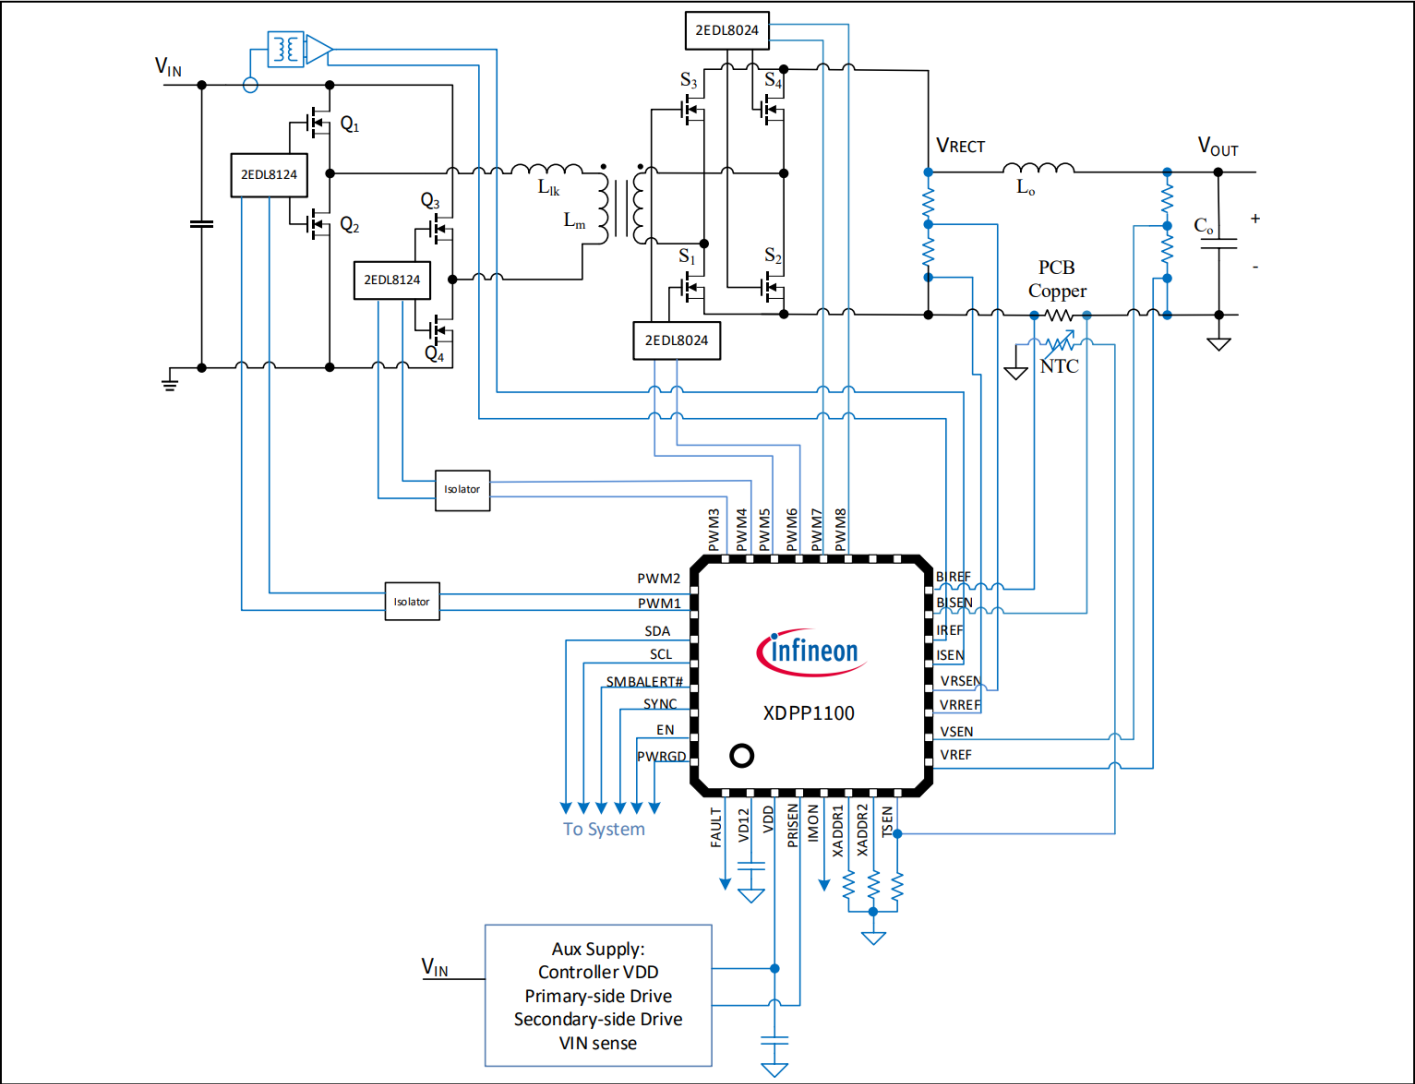 2EDL8024
VIN
S3
S4
Q1
VRECT
VOUT
2EDL8124
Llk
Lo
Q3
Q2
Lm
Co
+
S1
S2
PCB
Copper
-
2EDL8124
2EDL8024
Q4
NTC
Isolator
PWM3
PWM4
PWM5
PWM6
PWM7
PWM8
PWM2
BIREF
Isolator
PWM1
BISEN
SDA
IREF
infineon
SCL
ISEN
SMBALERT#
VRSEN
SYNC
XDPP1100
VRREF
EN
VSEN
PWRGD
VREF
To System
FAULT
VD12
VDD
PRISEN
IMON
XADDR1
XADDR2
TSEN
VIN
Aux Supply:
Controller VDD
Primary-side Drive
Secondary-side Drive
VIN sense